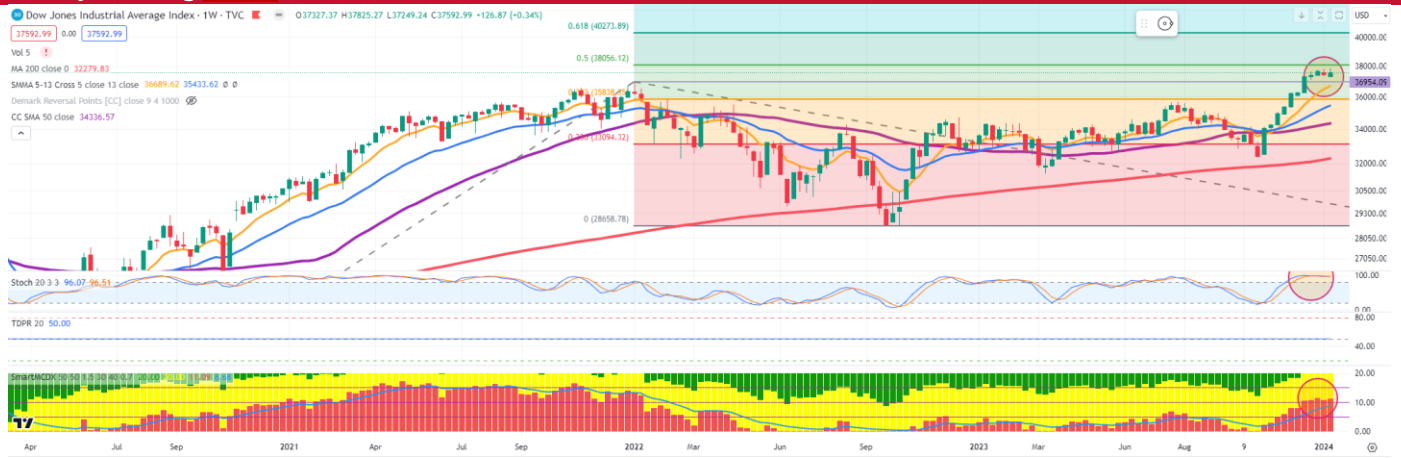 Dow Jones Industrial Average Index · 1W · TVC O37327.37 H37825.27 L37249.24 C37592.99 +126.87 (+0.34%)
37592.99 0.00 37592.99
Vol 5
MA 200 close 0 32279.83
SMMA 5-13 Cross 5 close 13 close 36689.62 35433.62 Ø Ø
Demark Reversal Points [CC] close 9 4 1000
CC SMA 50 close 34336.57
0.618 (40273.89)
0.5 (38056.12)
0 (28658.78)
USD
40000.00
38000.00
36954.05
36000.00
34000.00
32000.00
30500.00
29300.00
28050.00
27050.00
Stoch 20 3 3 96.07 96.51
100.00
0.00
TDPR 20 50.00
80.00
40.00
20.00
10.00
0.00
Apr Jul Sep 2021 Apr Jul Sep 2022 Mar Jun Sep 2023 Mar Jun Aug 9 2024